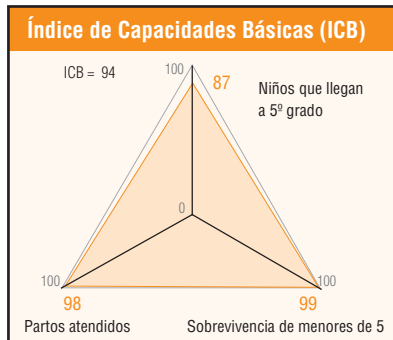 Índice de Capacidades Básicas (ICB)
ICB = 94
100
87
Niños que llegan
a 5º grado
0
100
100
98
99
Partos atendidos
Sobrevivencia de menores de 5